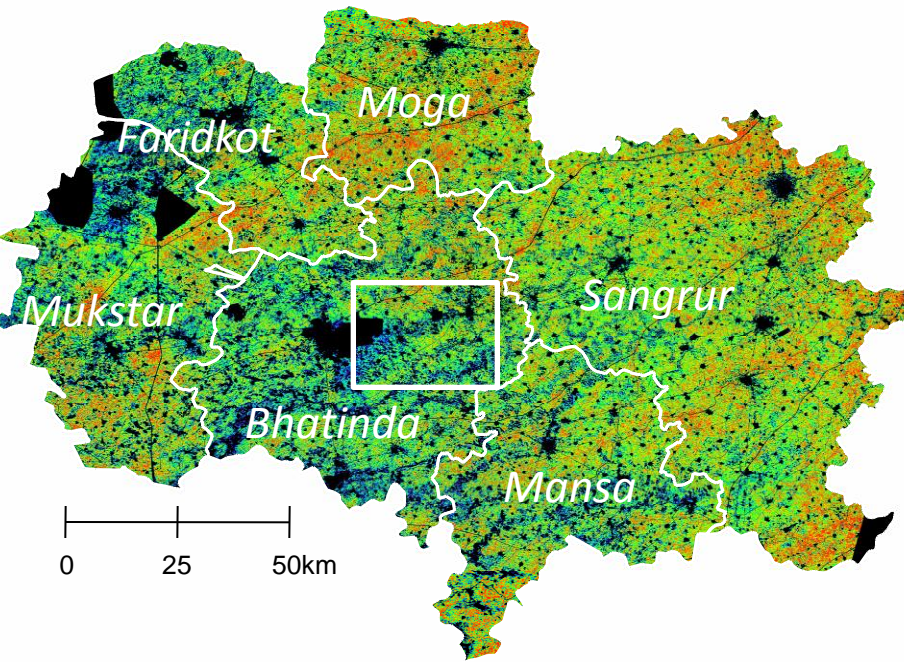 Moga
Faridkot
Sangrur
Mukstar
Bhatinda
Mansa
0 25 50km